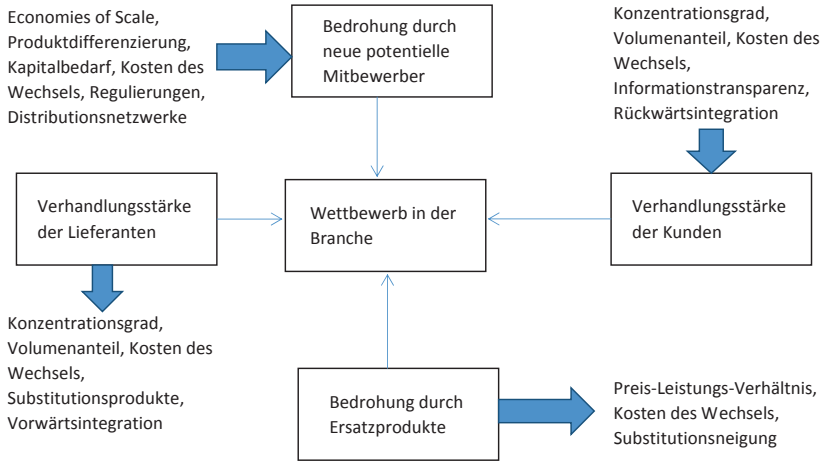 Economies of Scale,
Produktdifferenzierung,
Kapitalbedarf, Kosten des
Wechsels, Regulierungen,
Distributionsnetzwerke
Bedrohung durch
neue potentielle
Mitbewerber
Konzentrationsgrad,
Volumenanteil, Kosten des
Wechsels,
Informationstransparenz,
Rückwärtsintegration
Verhandlungsstärke
der Lieferanten
Wettbewerb in der
Branche
Verhandlungsstärke
der Kunden
Konzentrationsgrad,
Volumenanteil, Kosten des
Wechsels,
Substitutionsprodukte,
Vorwärtsintegration
Bedrohung durch
Ersatzprodukte
Preis-Leistungs-Verhältnis,
Kosten des Wechsels,
Substitutionsneigung